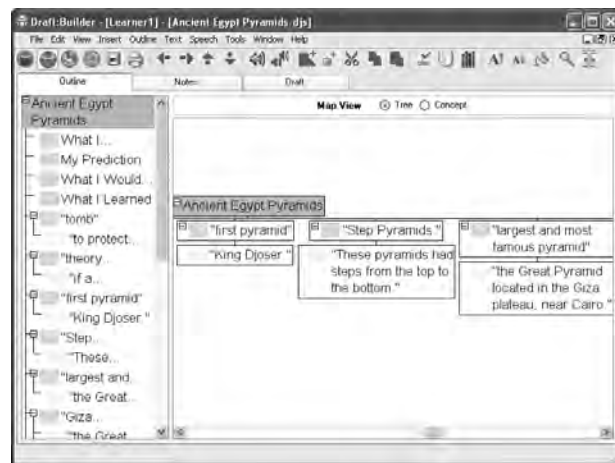 Draft:Builder - [Learner1] - [Ancient Egypt Pyramids.djs]
File Edit View Insert Outline Text Speech Tools Window Help
Outline Notes Draft
Ancient Egypt
Pyramids
What I...
My Prediction
What I Would...
What I Learned
"tomb"
"to protect...
"theory...
"if a...
"first pyramid"
"King Djoser."
"Step...
"These...
"largest and...
"the Great...
"Giza...
"the Great...
Map View Tree Concept
Ancient Egypt Pyramids
"first pyramid"
"King Djoser."
"Step Pyramids."
"These pyramids had
steps from the top to
the bottom."
"largest and most
famous pyramid"
"the Great Pyramid
located in the Giza
plateau, near Cairo."